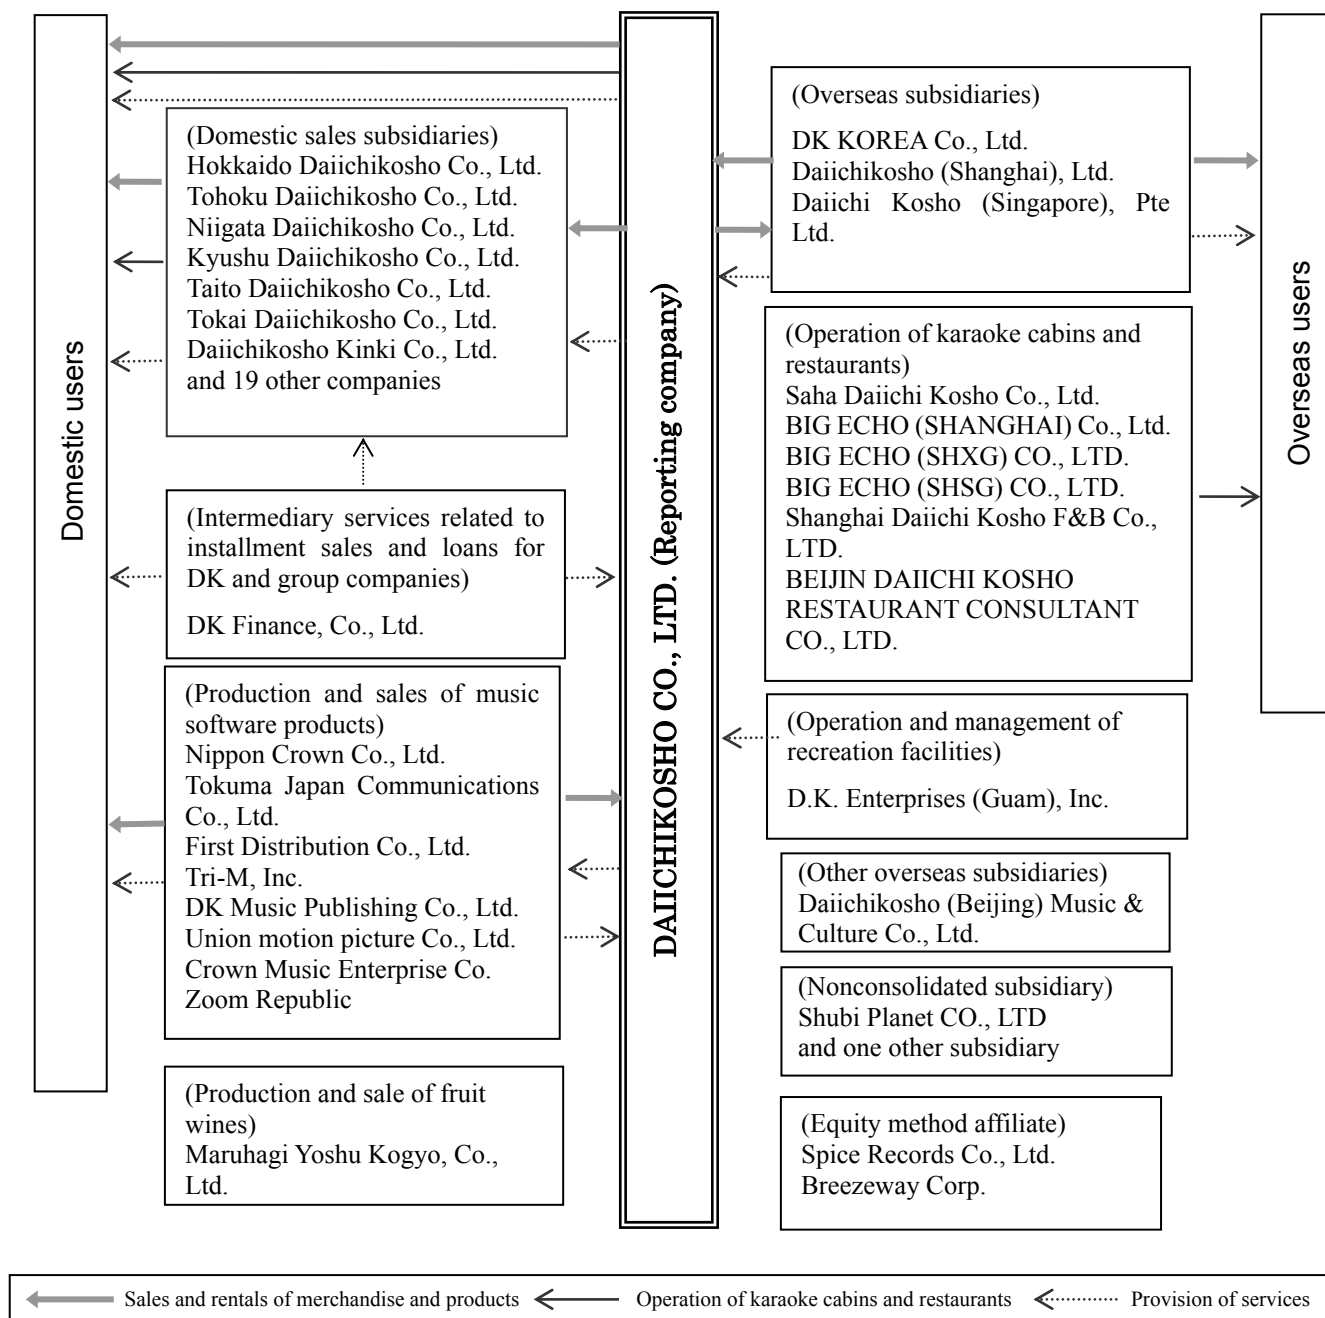 Domestic users
(Domestic sales subsidiaries)
Hokkaido Daiichikosho Co., Ltd.
Tohoku Daiichikosho Co., Ltd.
Niigata Daiichikosho Co., Ltd.
Kyushu Daiichikosho Co., Ltd.
Taito Daiichikosho Co., Ltd.
Tokai Daiichikosho Co., Ltd.
Daiichikosho Kinki Co., Ltd.
and 19 other companies
(Intermediary services related to
installment sales and loans for
DK and group companies)
DK Finance, Co., Ltd.
(Production and sales of music
software products)
Nippon Crown Co., Ltd.
Tokuma Japan Communications
Co., Ltd.
First Distribution Co., Ltd.
Tri-M, Inc.
DK Music Publishing Co., Ltd.
Union motion picture Co., Ltd.
Crown Music Enterprise Co.
Zoom Republic
(Production and sale of fruit
wines)
Maruhagi Yoshu Kogyo, Co.,
Ltd.
DAIICHIKOSHO CO., LTD. (Reporting company)
(Overseas subsidiaries)
DK KOREA Co., Ltd.
Daiichikosho (Shanghai), Ltd.
Daiichi Kosho (Singapore), Pte
Ltd.
(Operation of karaoke cabins and
restaurants)
Saha Daiichi Kosho Co., Ltd.
BIG ECHO (SHANGHAI) Co., Ltd.
BIG ECHO (SHXG) CO., LTD.
BIG ECHO (SHSG) CO., LTD.
Shanghai Daiichi Kosho F&B Co.,
LTD.
BEIJIN DAIICHI KOSHO
RESTAURANT CONSULTANT
CO., LTD.
(Operation and management of
recreation facilities)
D.K. Enterprises (Guam), Inc.
(Other overseas subsidiaries)
Daiichikosho (Beijing) Music &
Culture Co., Ltd.
(Nonconsolidated subsidiary)
Shubi Planet CO., LTD
and one other subsidiary
(Equity method affiliate)
Spice Records Co., Ltd.
Breezeway Corp.
Overseas users
Sales and rentals of merchandise and products
Operation of karaoke cabins and restaurants
Provision of services